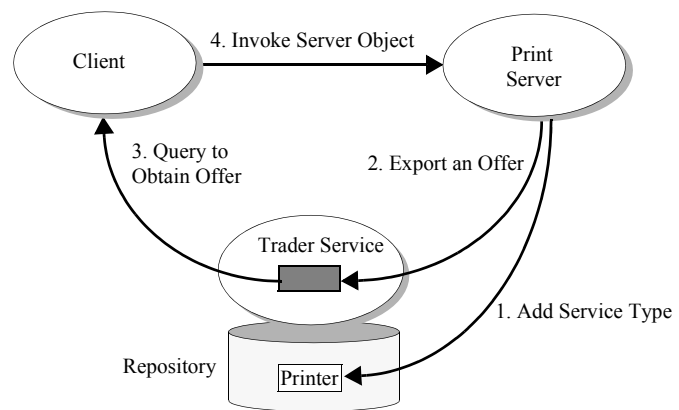 4. Invoke Server Object
Client
Print
Server
3. Query to
Obtain Offer
2. Export an Offer
Trader Service
1. Add Service Type
Repository
Printer